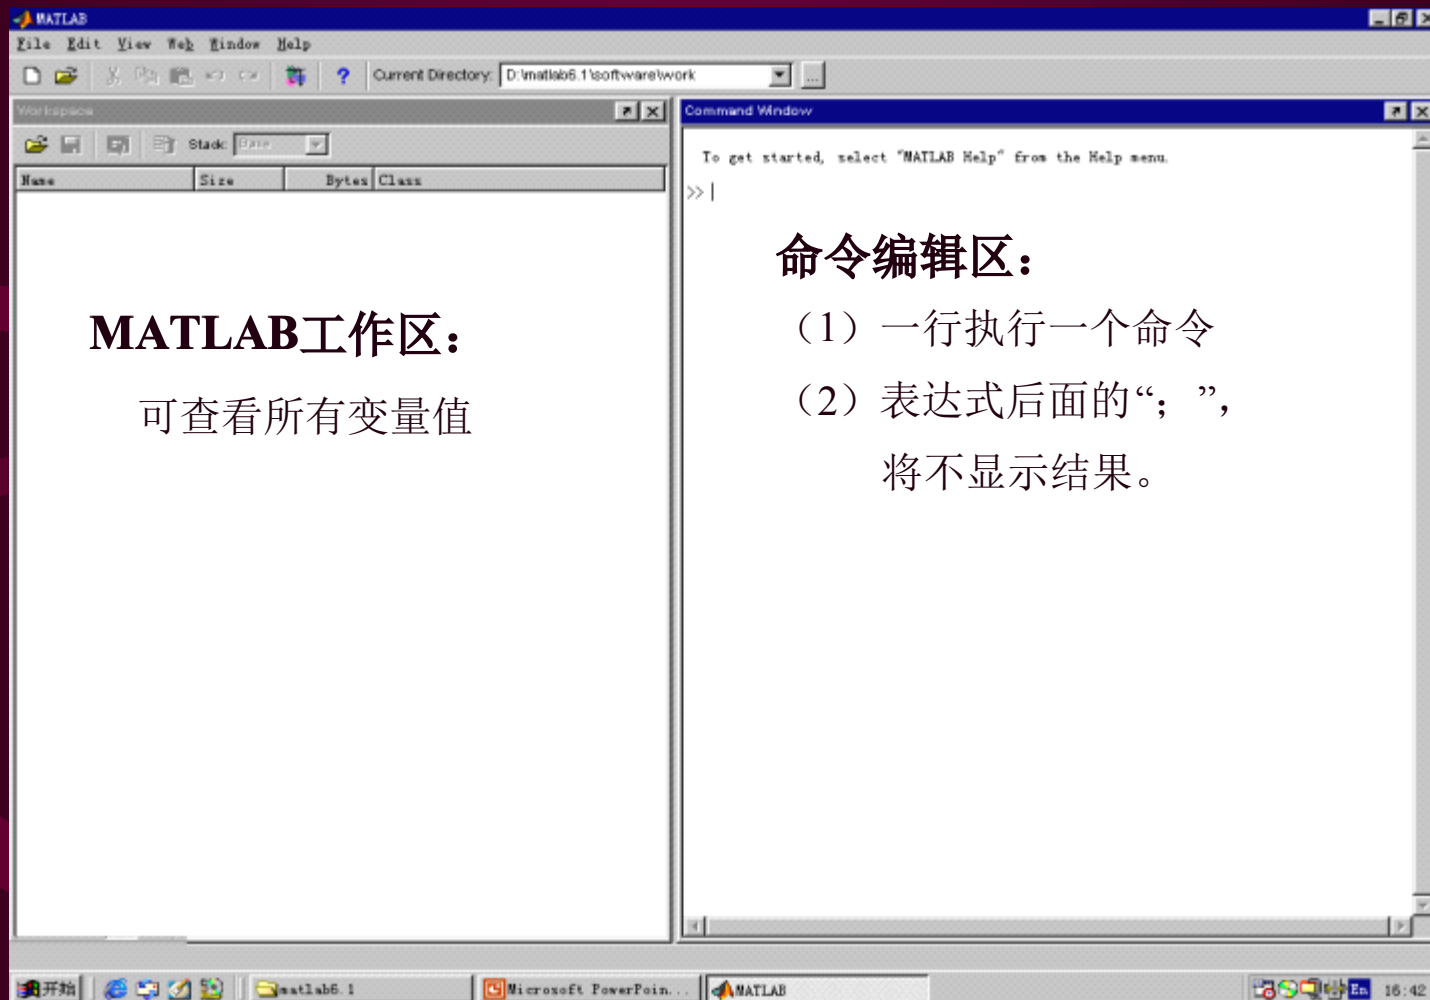 MATLAB
File Edit View Web Window Help
Current Directory: D:\matlab6.1\software\work
...
Workspace
Stack: Base
Name Size Bytes Class
MATLAB工作区：
可查看所有变量值
Command Window
To get started, select "MATLAB Help" from the Help menu.
>>
命令编辑区：
（1）一行执行一个命令
（2）表达式后面的“；”，
将不显示结果。
开始 matlab6.1 Microsoft PowerPoin... MATLAB En 16:42